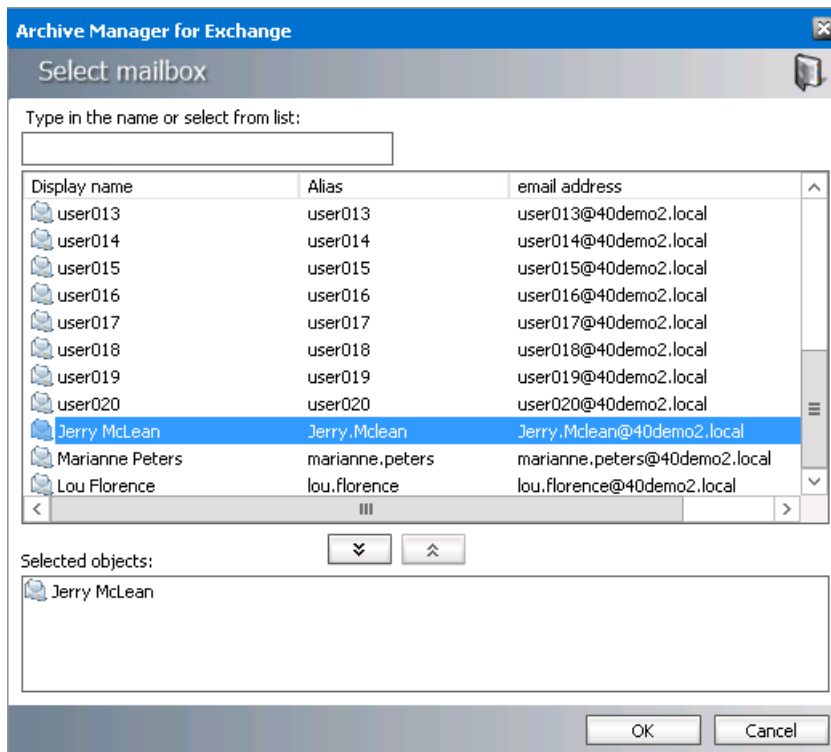 Archive Manager for Exchange
Select mailbox
Type in the name or select from list:
Display name Alias email address
user013 user013 user013@40demo2.local
user014 user014 user014@40demo2.local
user015 user015 user015@40demo2.local
user016 user016 user016@40demo2.local
user017 user017 user017@40demo2.local
user018 user018 user018@40demo2.local
user019 user019 user019@40demo2.local
user020 user020 user020@40demo2.local
Jerry McLean Jerry.Mclean Jerry.Mclean@40demo2.local
Marianne Peters marianne.peters marianne.peters@40demo2.local
Lou Florence lou.florence lou.florence@40demo2.local
Selected objects:
Jerry McLean
OK Cancel